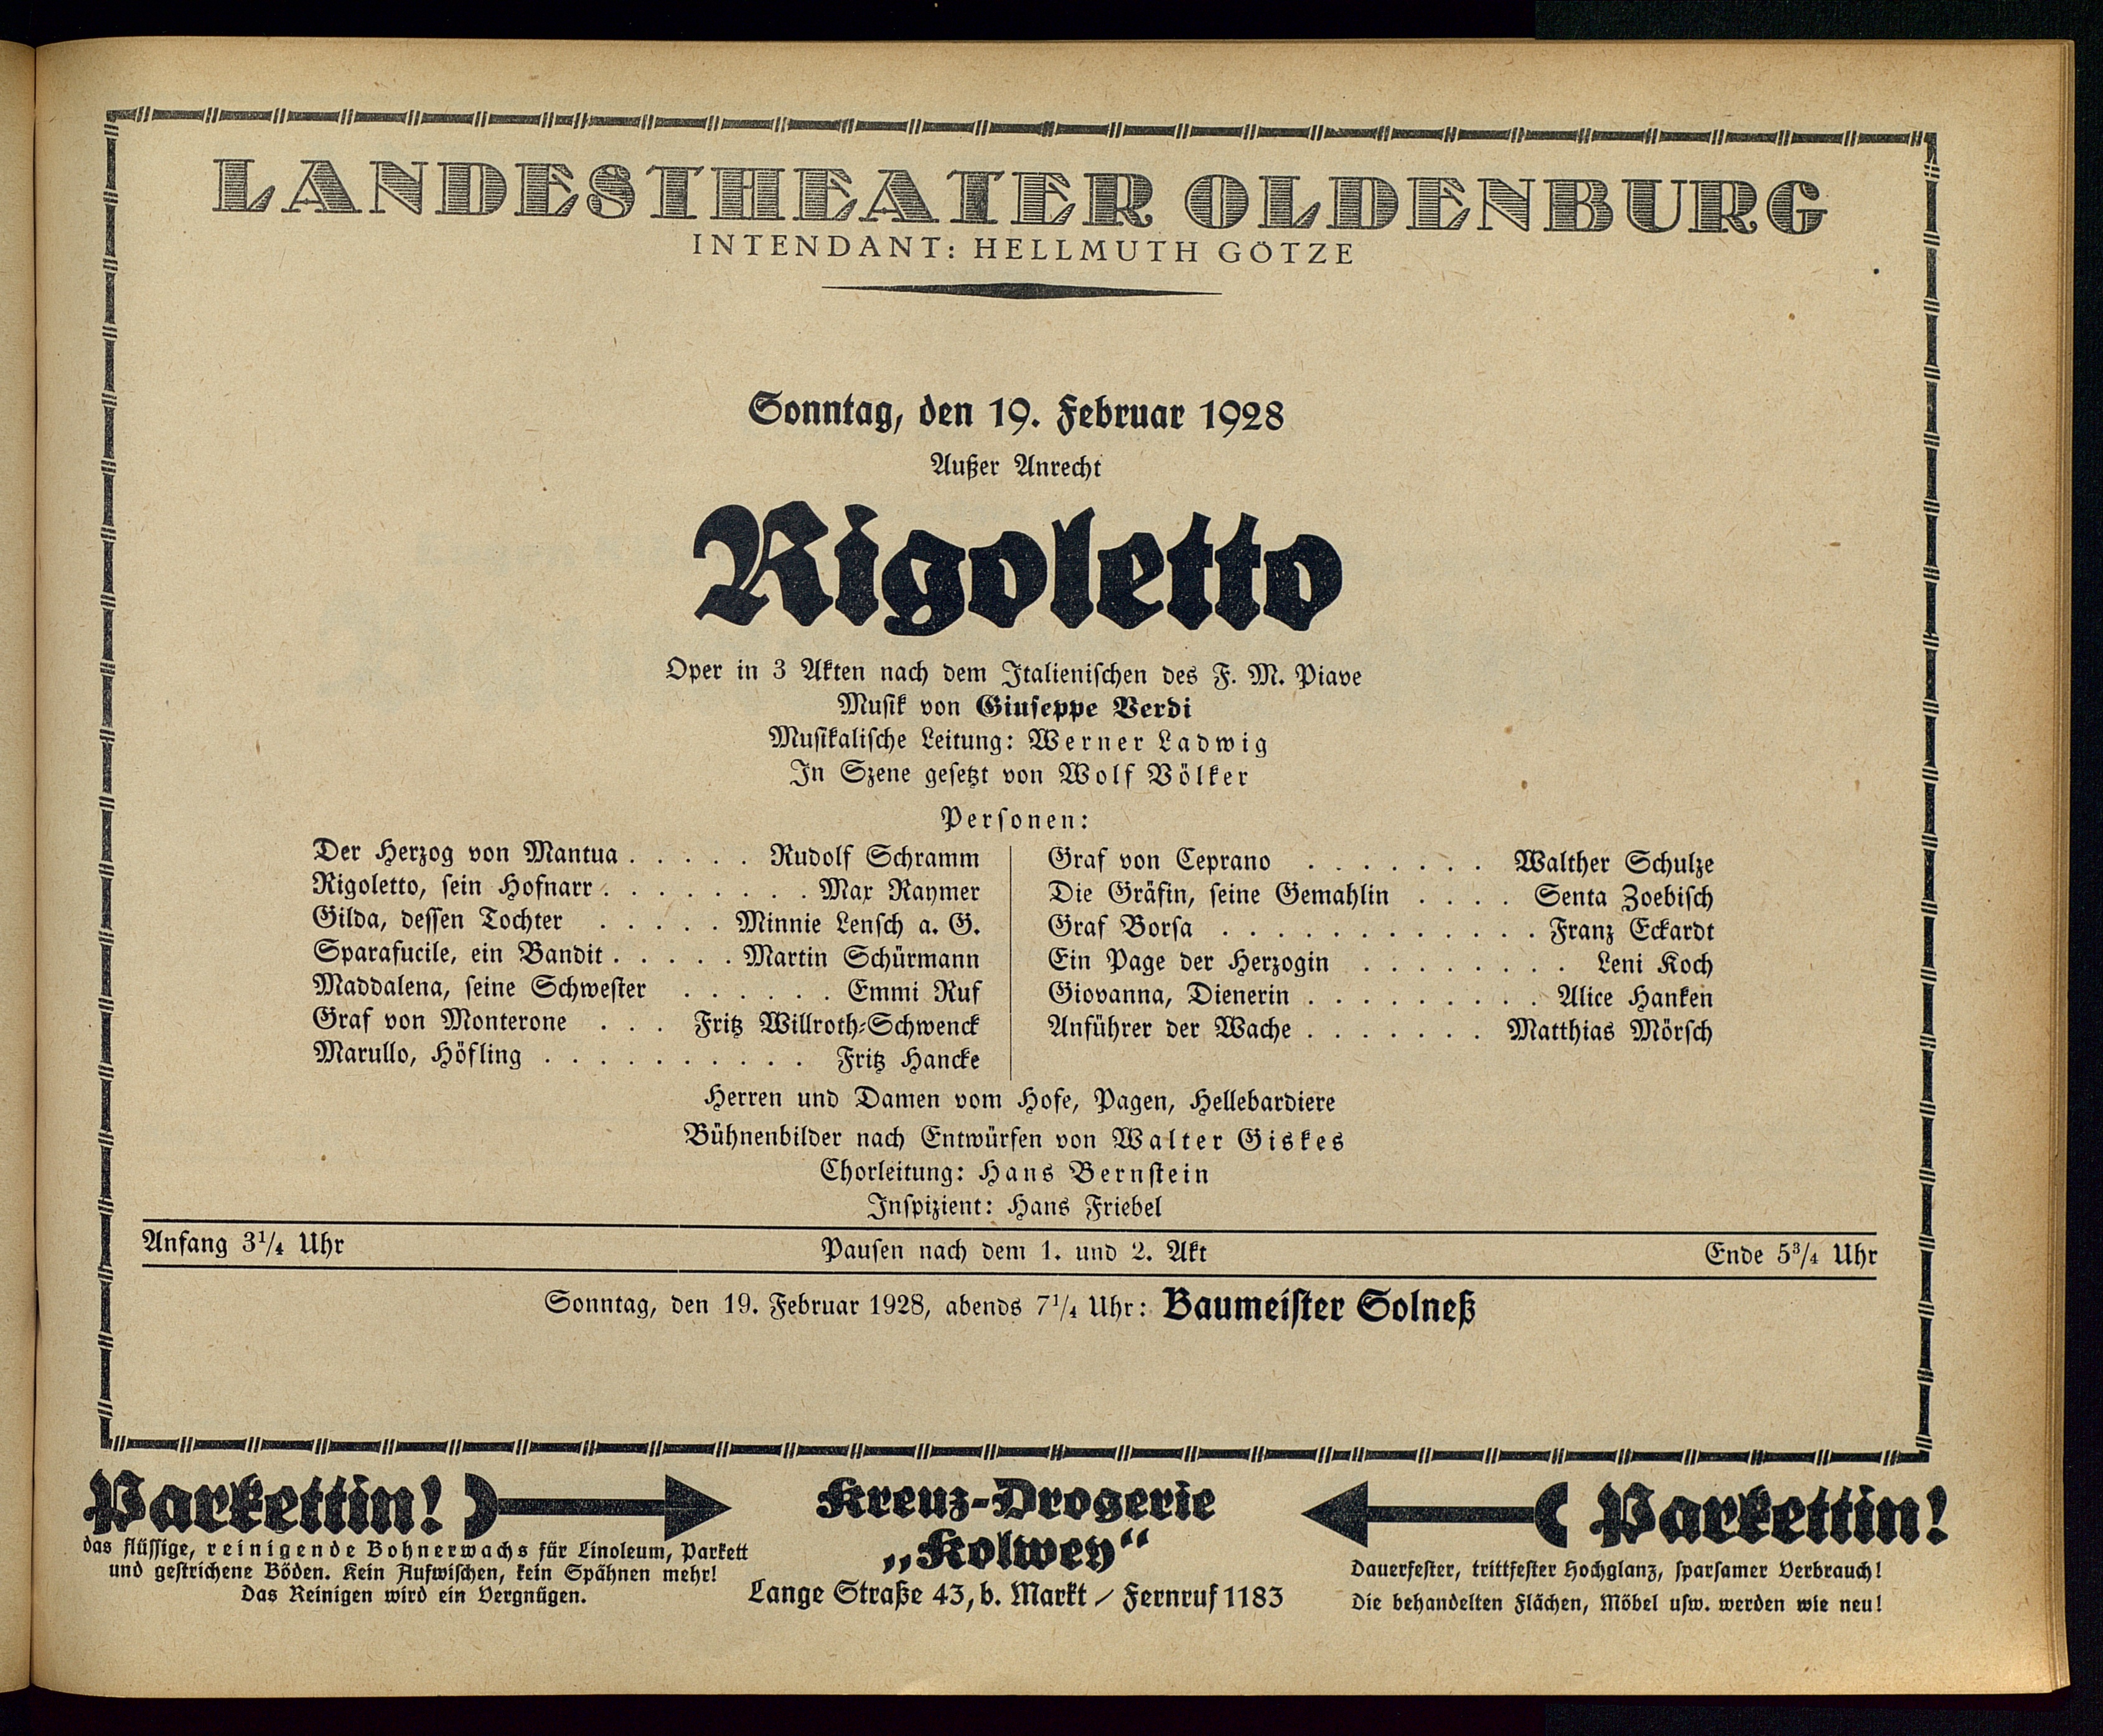 LANDESTHEATER OLDENBURG
INTENDANT: HELLMUTH GÖTZE
Sonntag, den 19. Februar 1928
Außer Anrecht
Rigoletto
Oper in 3 Akten nach dem Italienischen des F. M. Piave
Musik von Giuseppe Verdi
Musikalische Leitung: Werner Ladwig
In Szene gesetzt von Wolf Völker
Personen:
Der Herzog von Mantua . . . . . Rudolf Schramm
Rigoletto, sein Hofnarr . . . . . . . . Max Raymer
Gilda, dessen Tochter . . . . . Minnie Lensch a. G.
Sparafucile, ein Bandit . . . . . Martin Schürmann
Maddalena, seine Schwester . . . . . . Emmi Ruf
Graf von Monterone . . . Fritz Willroth-Schwenck
Marullo, Höfling . . . . . . . . . . Fritz Hancke
Graf von Ceprano . . . . . . . Walther Schulze
Die Gräfin, seine Gemahlin . . . . Senta Zoebisch
Graf Borsa . . . . . . . . . . . . Franz Eckardt
Ein Page der Herzogin . . . . . . . . Leni Koch
Giovanna, Dienerin . . . . . . . . . Alice Hanken
Anführer der Wache . . . . . . . Matthias Mörsch
Herren und Damen vom Hofe, Pagen, Hellebardiere
Bühnenbilder nach Entwürfen von Walter Giskes
Chorleitung: Hans Bernstein
Inspizient: Hans Friebel
Anfang 3¹/₄ Uhr Pausen nach dem 1. und 2. Akt Ende 5³/₄ Uhr
Sonntag, den 19. Februar 1928, abends 7¹/₄ Uhr: Baumeister Solneß
Parkettin!
das flüssige, reinigende Bohnerwachs für Linoleum, Parkett
und gestrichene Böden. Kein Aufwischen, kein Spähnen mehr!
Das Reinigen wird ein Vergnügen.
Kreuz-Drogerie
„Kolwey“
Lange Straße 43, b. Markt / Fernruf 1183
Parkettin!
Dauerfester, trittfester Hochglanz, sparsamer Verbrauch!
Die behandelten Flächen, Möbel usw. werden wie neu!